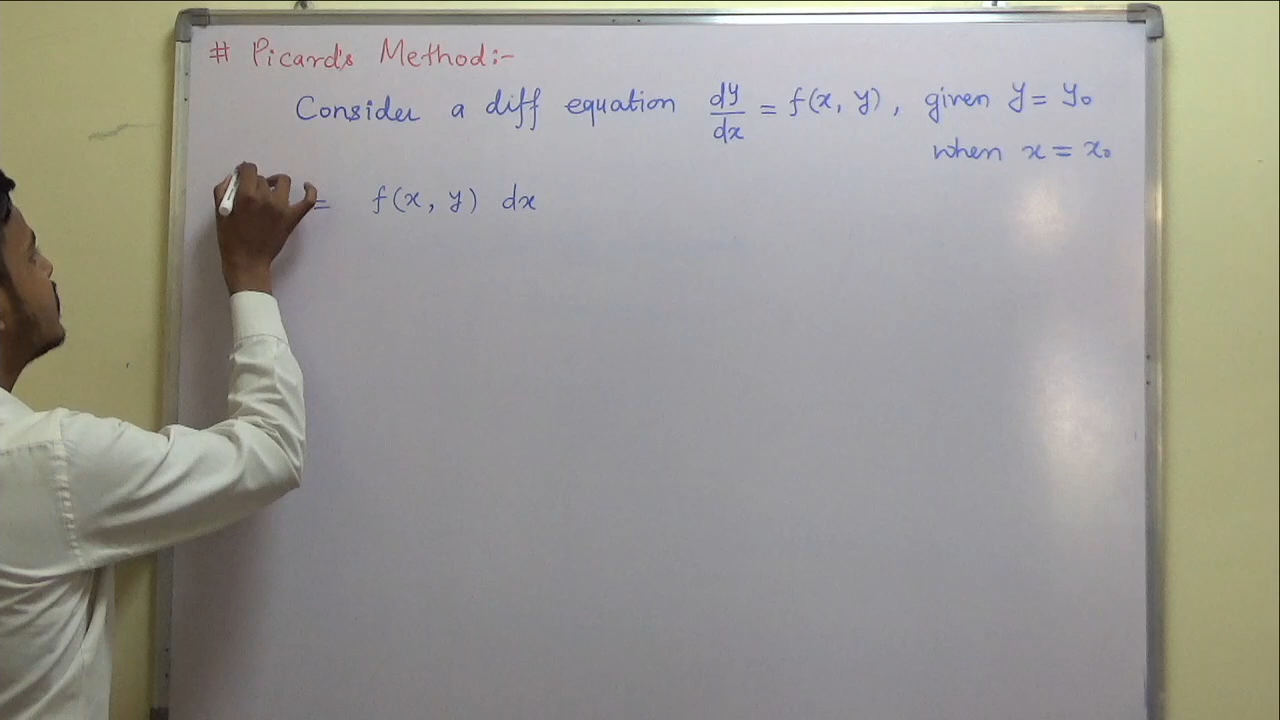 # Picard's Method:-
Consider a diff equation dy/dx = f(x, y), given y = y₀
when x = x₀
= f(x, y) dx